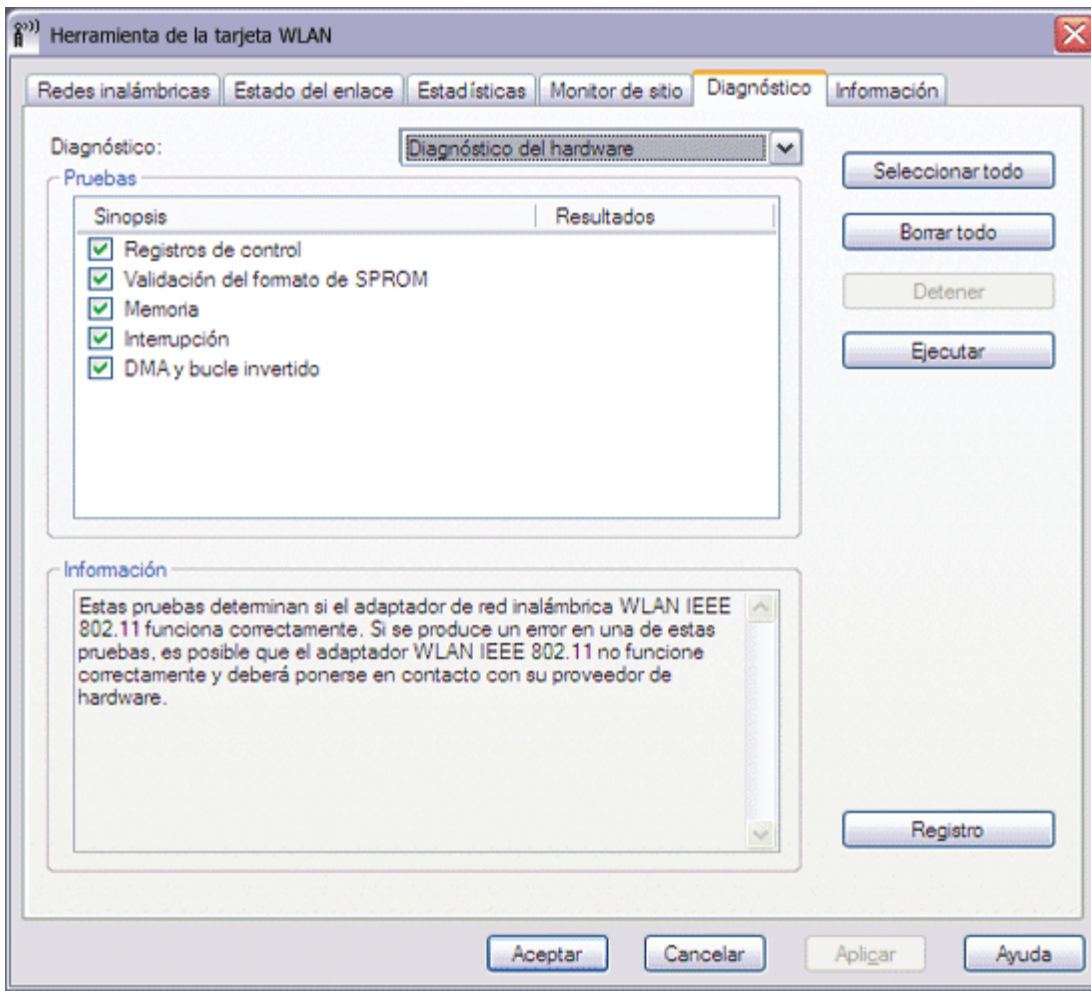 Herramienta de la tarjeta WLAN
Redes inalámbricas Estado del enlace Estadísticas Monitor de sitio Diagnóstico Información
Diagnóstico: Diagnóstico del hardware
Pruebas
Sinopsis Resultados
Registros de control
Validación del formato de SPROM
Memoria
Interrupción
DMA y bucle invertido
Seleccionar todo
Borrar todo
Detener
Ejecutar
Información
Estas pruebas determinan si el adaptador de red inalámbrica WLAN IEEE
802.11 funciona correctamente. Si se produce un error en una de estas
pruebas, es posible que el adaptador WLAN IEEE 802.11 no funcione
correctamente y deberá ponerse en contacto con su proveedor de
hardware.
Registro
Aceptar Cancelar Aplicar Ayuda